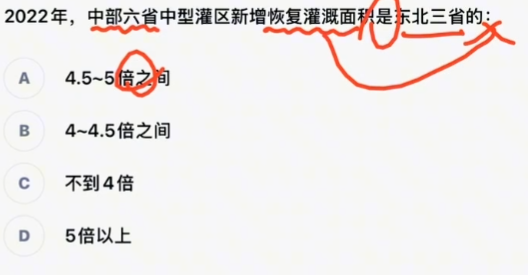 2022年，中部六省中型灌区新增恢复灌溉面积是东北三省的：
A 4.5~5倍之间
B 4~4.5倍之间
C 不到4倍
D 5倍以上